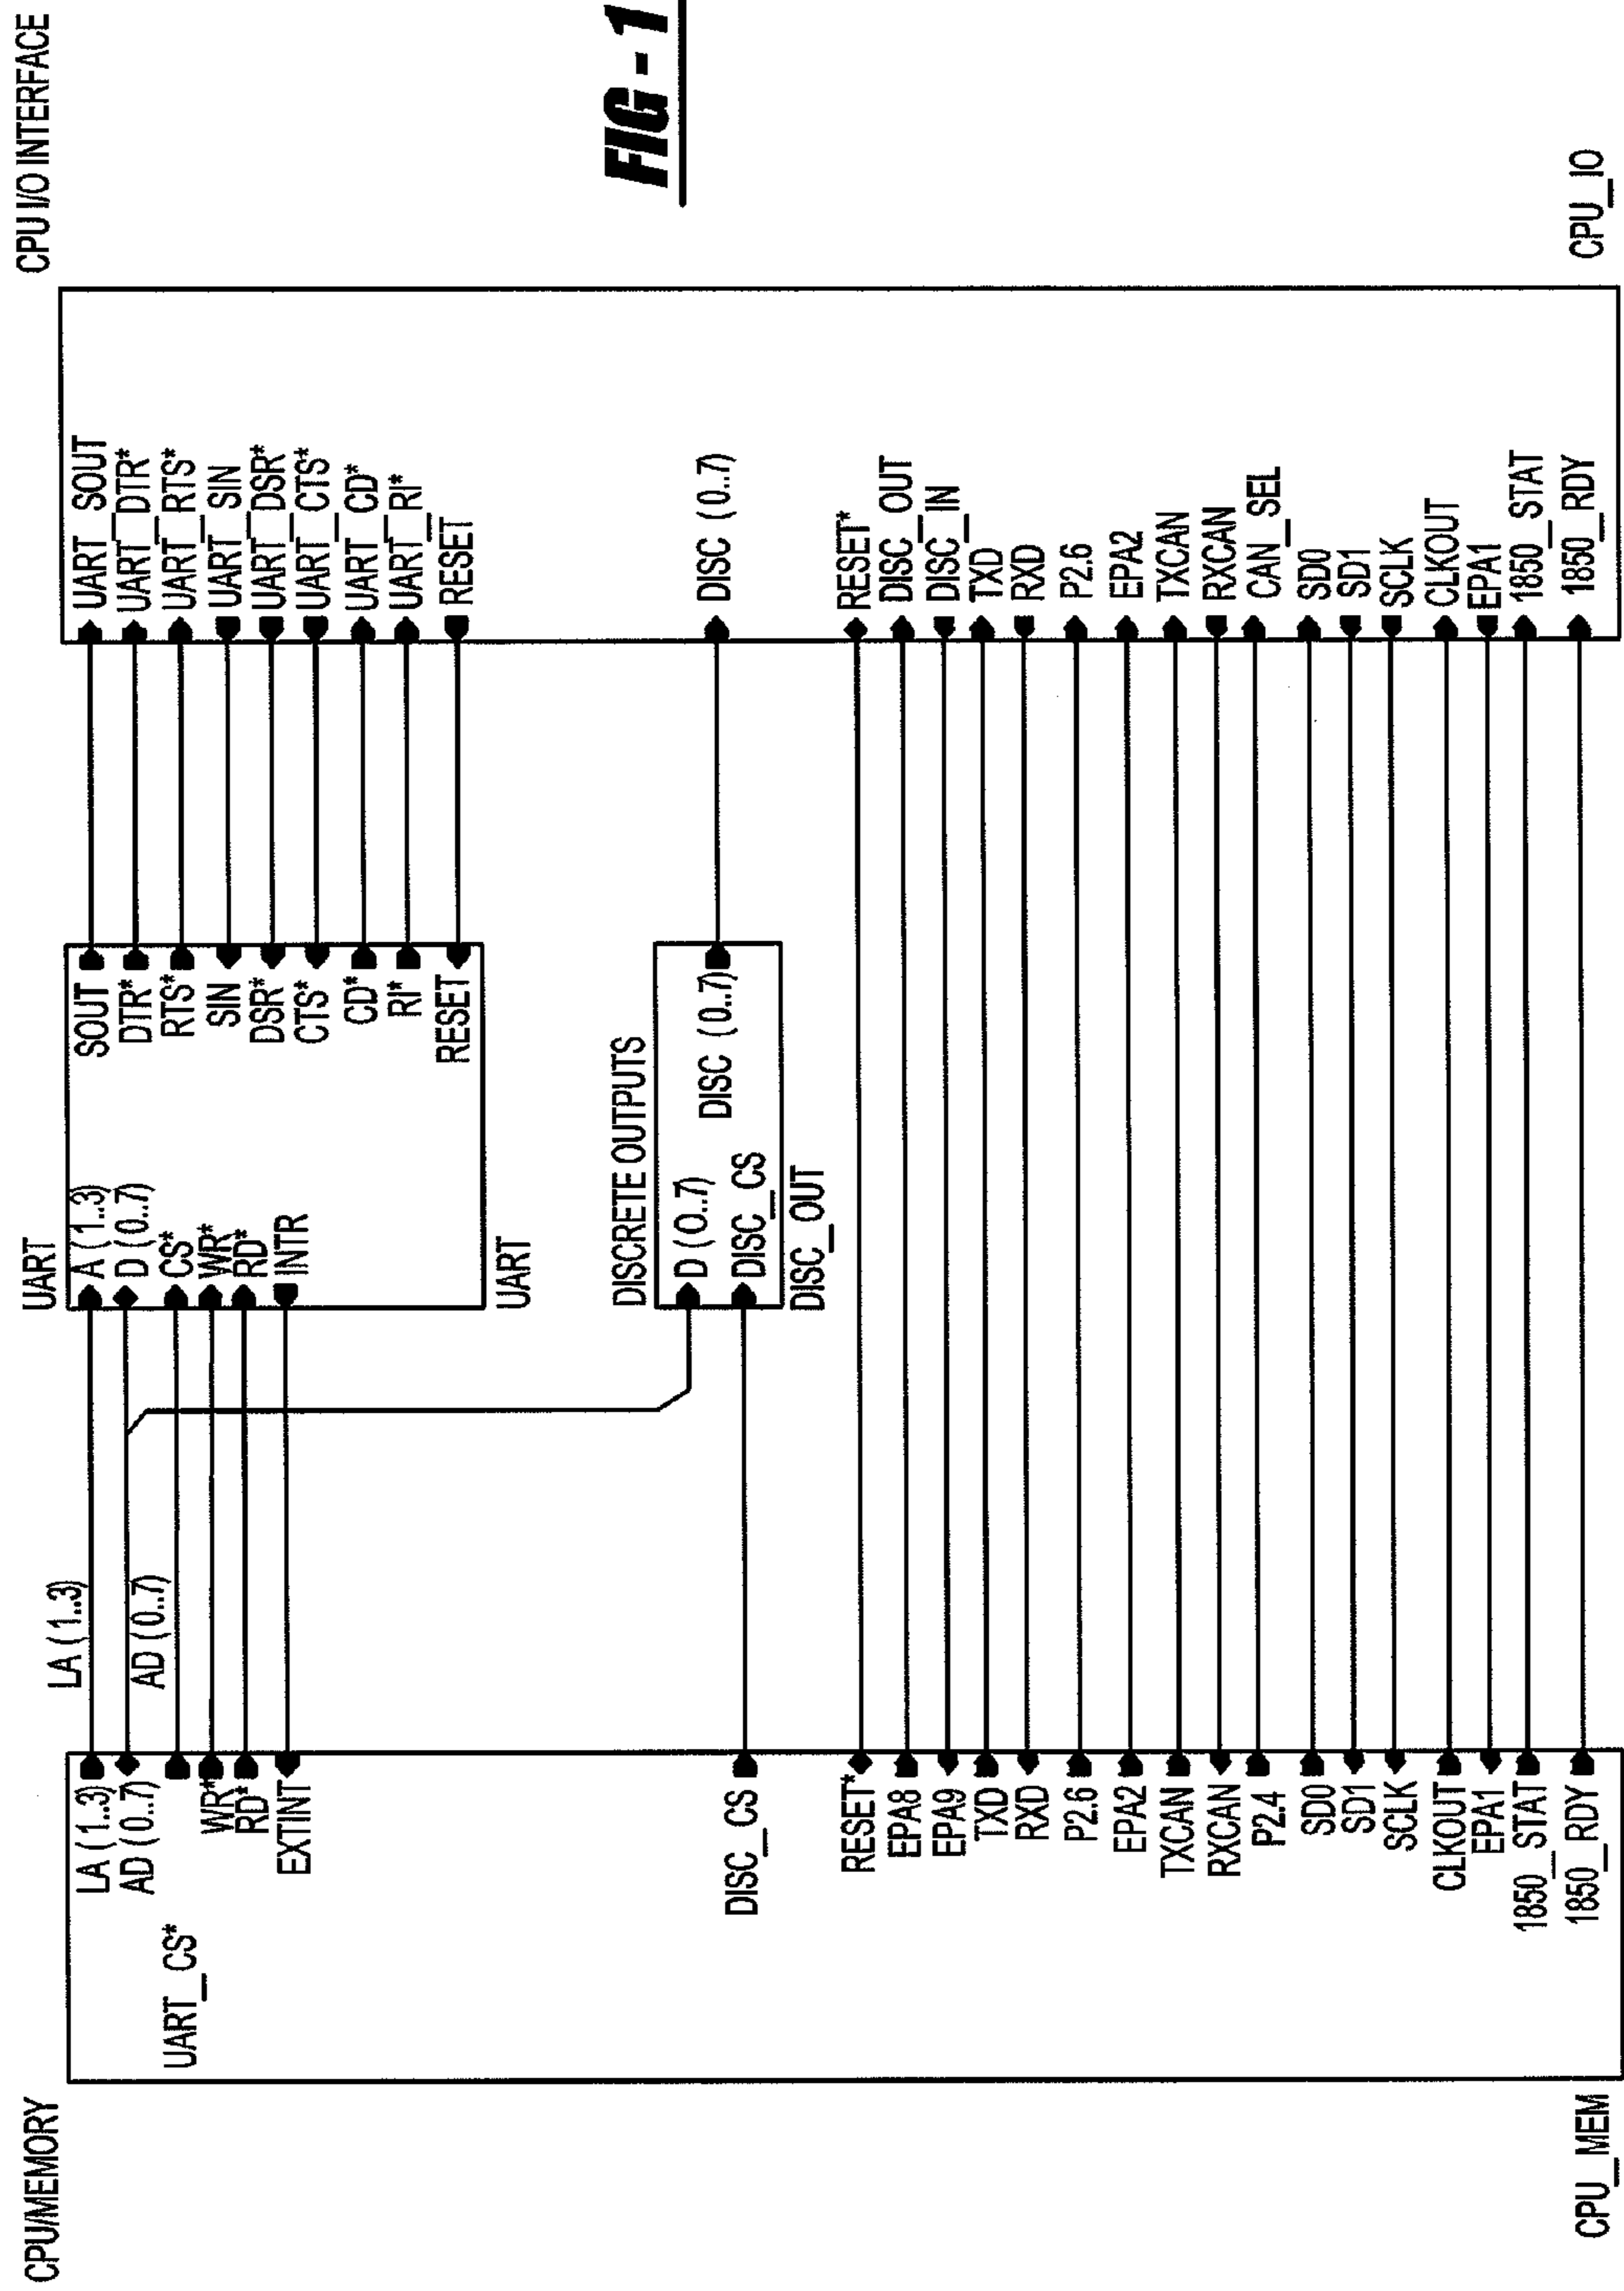 CPU/MEMORY
LA (1..3)
AD (0..7)
UART_CS*
WR*
RD*
EXTINT
DISC_CS
RESET*
EPA8
EPA9
TXD
RXD
P2.6
EPA2
TXCAN
RXCAN
P2.4
SD0
SD1
SCLK
CLKOUT
EPA1
1850_STAT
1850_RDY
CPU_MEM
LA (1..3)
AD (0..7)
UART
A (1..3)
D (0..7)
CS*
WR*
RD*
INTR
SOUT
DTR*
RTS*
SIN
DSR*
CTS*
CD*
RI*
RESET
UART
DISCRETE OUTPUTS
D (0..7)
DISC_CS
DISC (0..7)
DISC_OUT
CPU I/O INTERFACE
UART_SOUT
UART_DTR*
UART_RTS*
UART_SIN
UART_DSR*
UART_CTS*
UART_CD*
UART_RI*
RESET
DISC (0..7)
RESET*
DISC_OUT
DISC_IN
TXD
RXD
P2.6
EPA2
TXCAN
RXCAN
CAN_SEL
SD0
SD1
SCLK
CLKOUT
EPA1
1850_STAT
1850_RDY
CPU_IO
FIG - 1